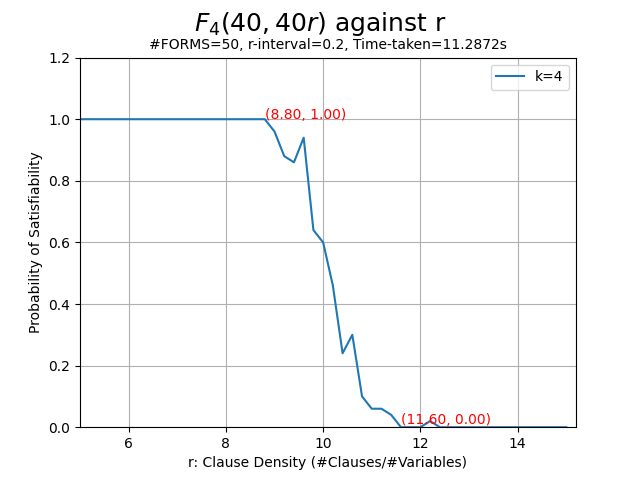 $F_4(40, 40r)$ against r
#FORMS=50, r-interval=0.2, Time-taken=11.2872s
1.2
k=4
1.0
(8.80, 1.00)
0.8
0.6
0.4
0.2
(11.60, 0.00)
0.0
6 8 10 12 14
Probability of Satisfiability
r: Clause Density (#Clauses/#Variables)